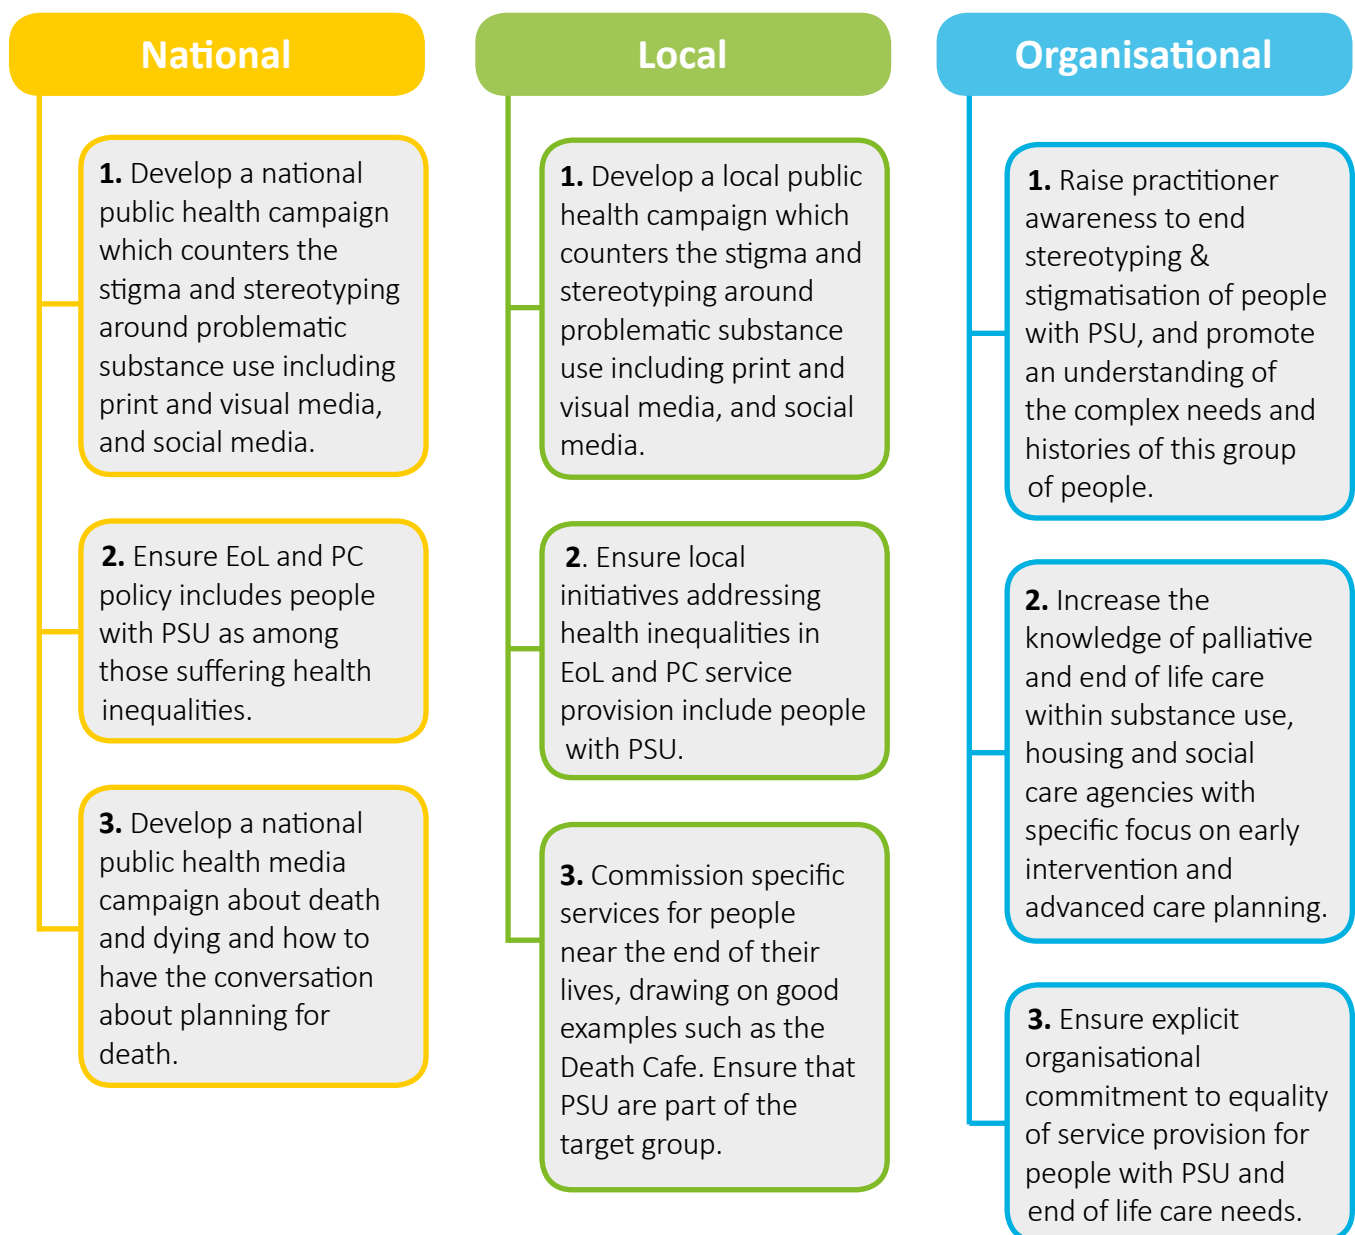 National
1. Develop a national
public health campaign
which counters the
stigma and stereotyping
around problematic
substance use including
print and visual media,
and social media.
2. Ensure EoL and PC
policy includes people
with PSU as among
those suffering health
inequalities.
3. Develop a national
public health media
campaign about death
and dying and how to
have the conversation
about planning for
death.
Local
1. Develop a local public
health campaign which
counters the stigma and
stereotyping around
problematic substance
use including print and
visual media, and social
media.
2. Ensure local
initiatives addressing
health inequalities in
EoL and PC service
provision include people
with PSU.
3. Commission specific
services for people
near the end of their
lives, drawing on good
examples such as the
Death Cafe. Ensure that
PSU are part of the
target group.
Organisational
1. Raise practitioner
awareness to end
stereotyping &
stigmatisation of people
with PSU, and promote
an understanding of
the complex needs and
histories of this group
of people.
2. Increase the
knowledge of palliative
and end of life care
within substance use,
housing and social
care agencies with
specific focus on early
intervention and
advanced care planning.
3. Ensure explicit
organisational
commitment to equality
of service provision for
people with PSU and
end of life care needs.